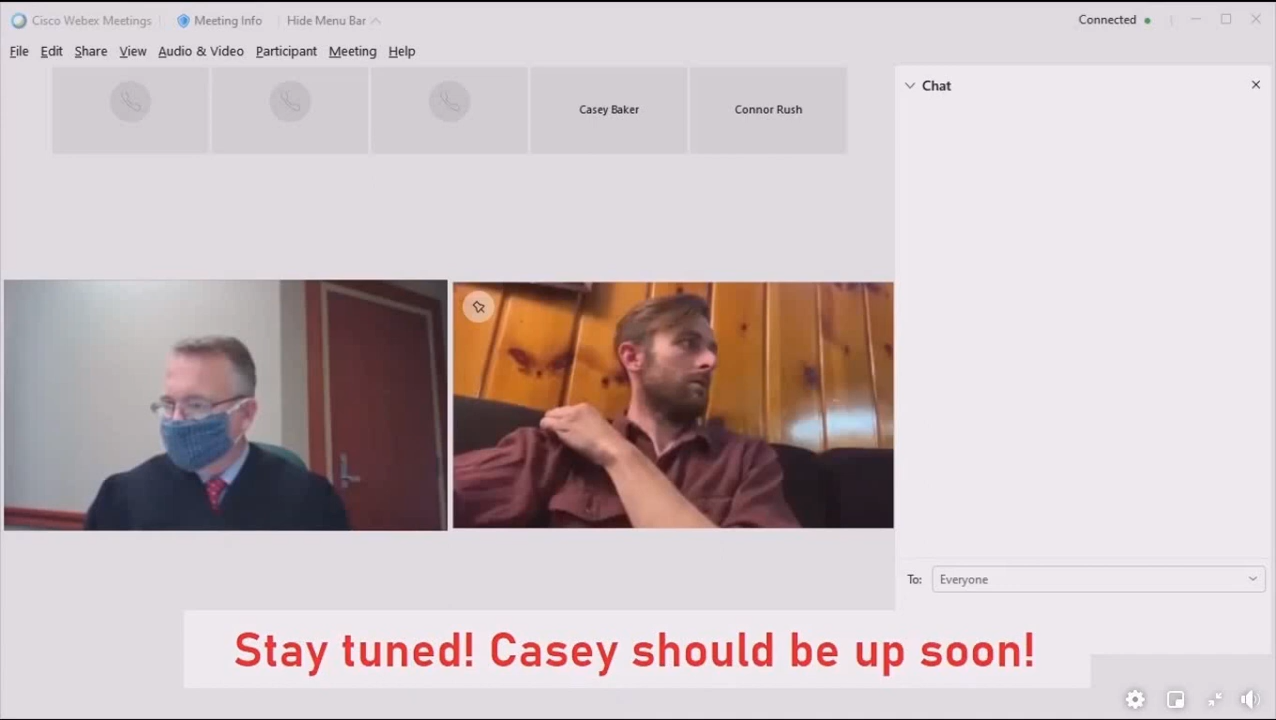 Cisco Webex Meetings Meeting Info Hide Menu Bar Connected
File Edit Share View Audio & Video Participant Meeting Help
Chat
Casey Baker Connor Rush
To: Everyone
Stay tuned! Casey should be up soon!